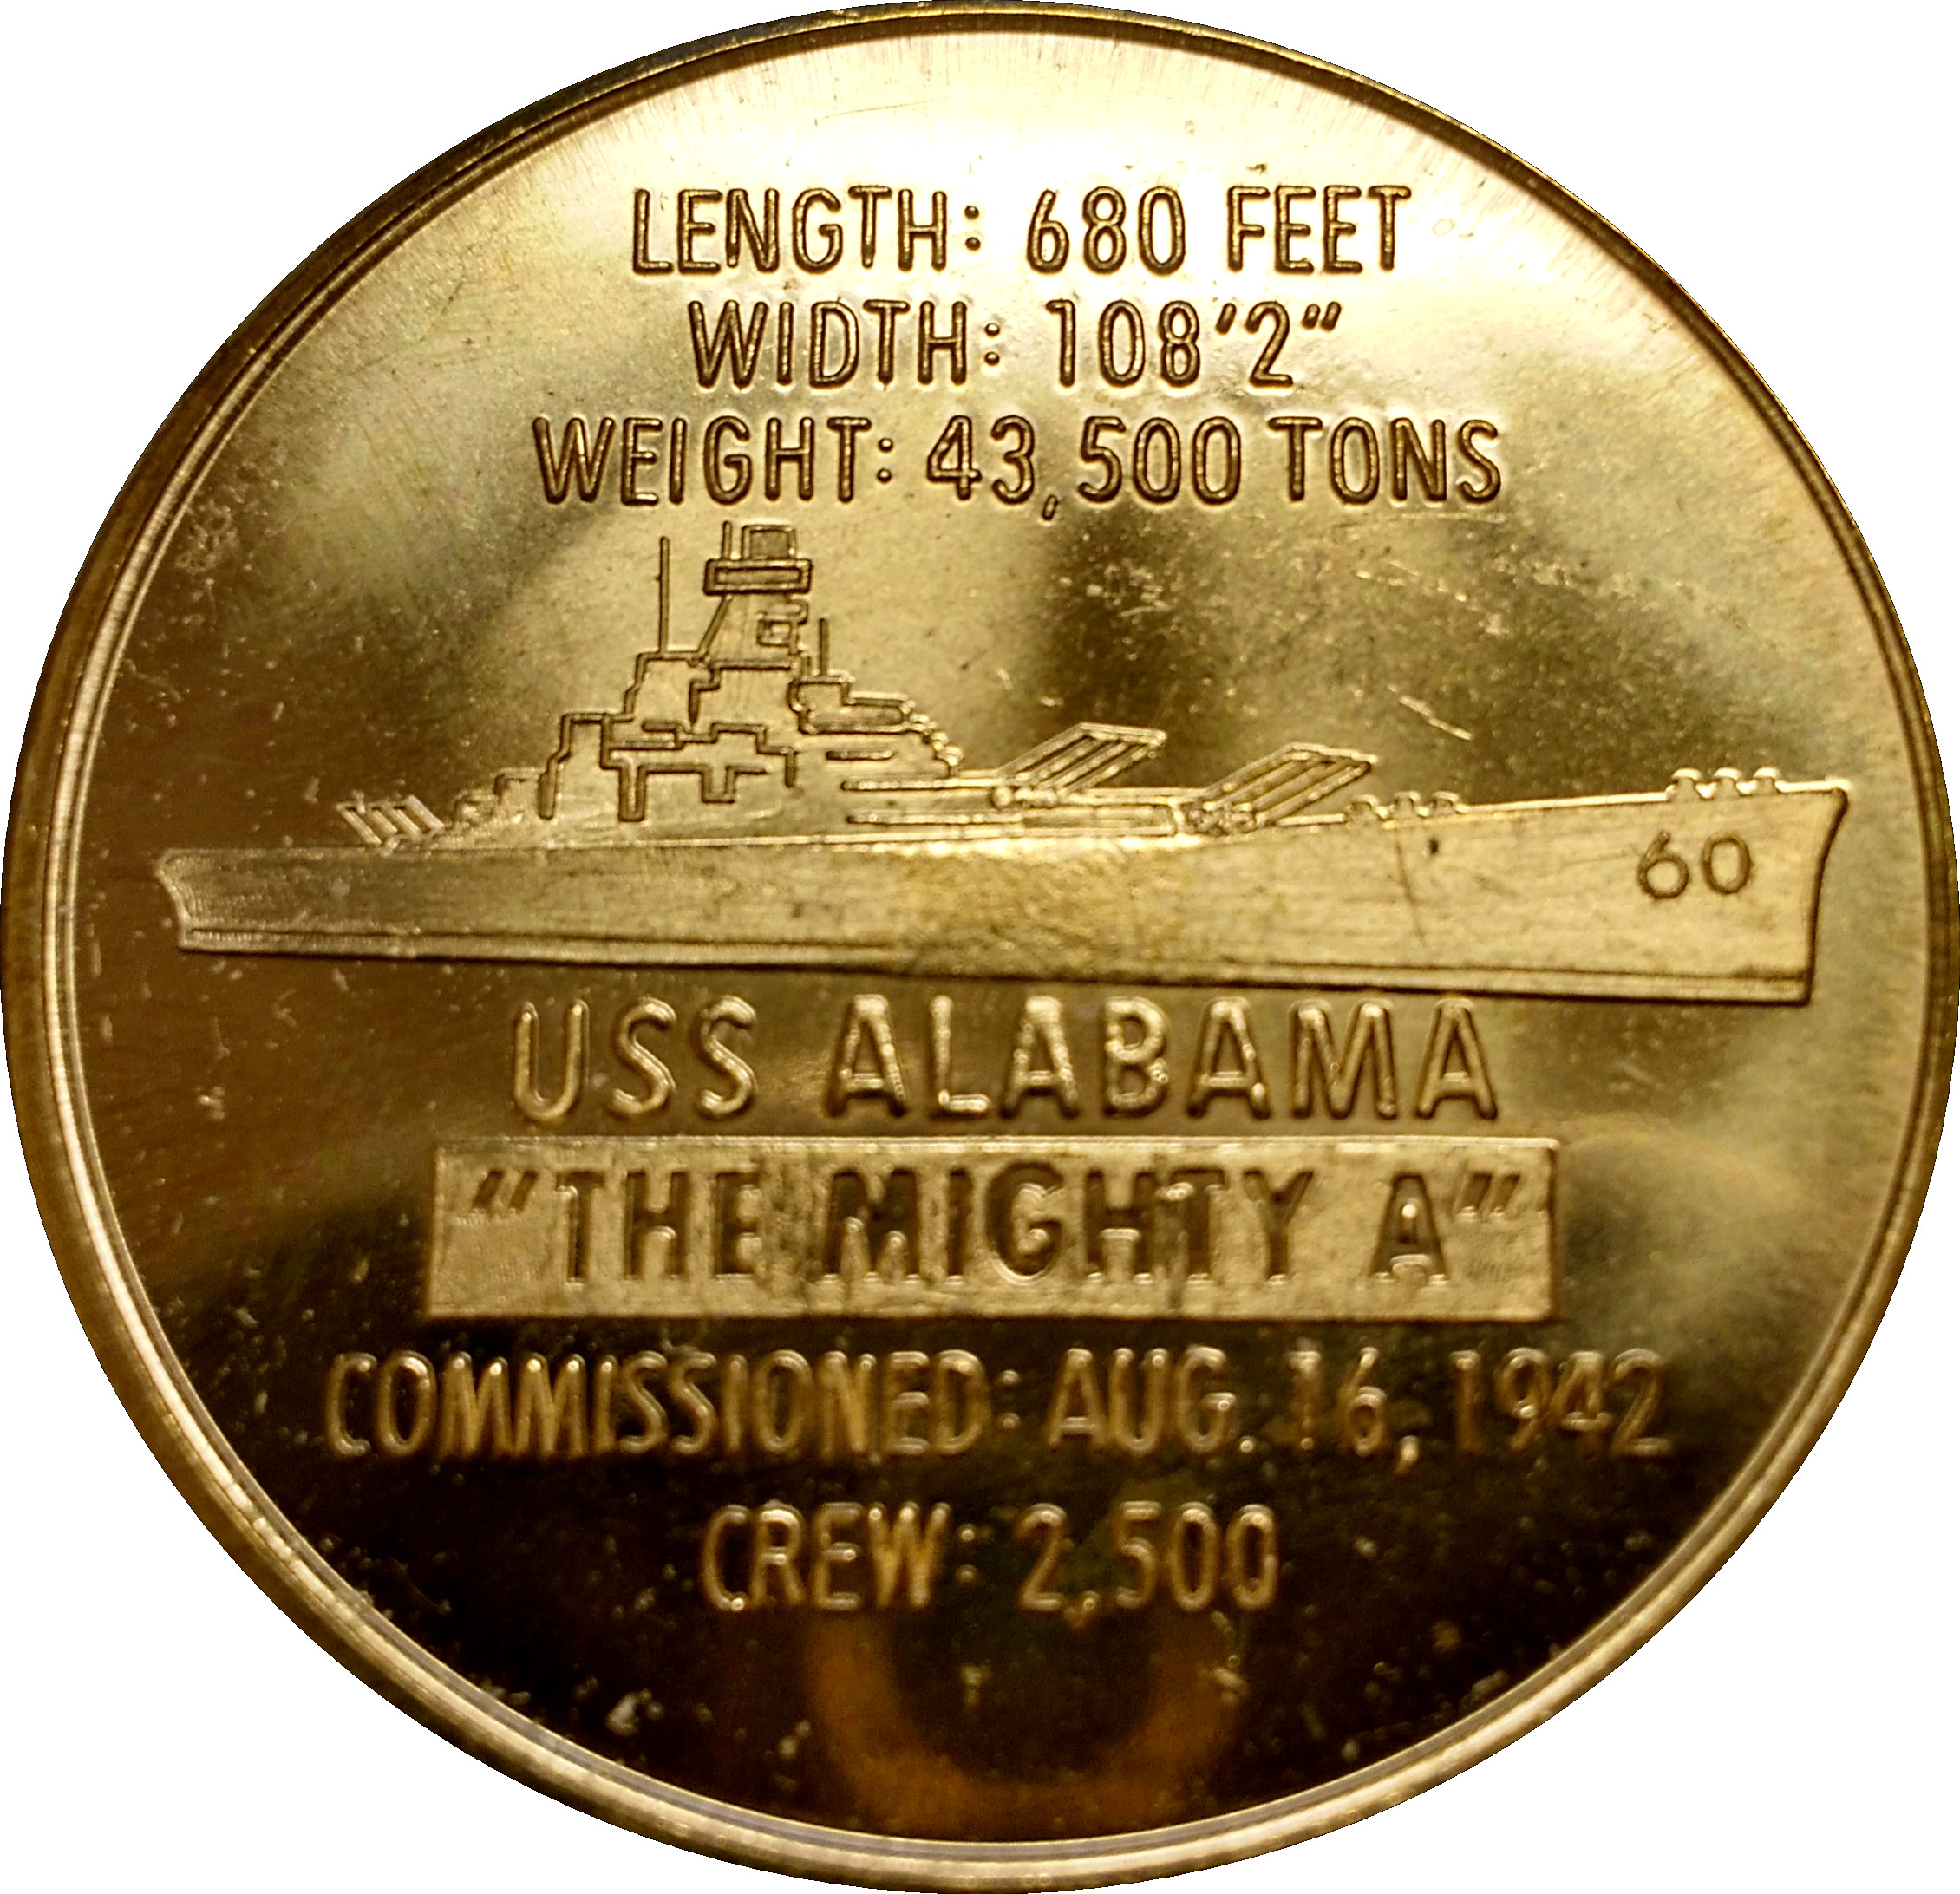 LENGTH: 680 FEET
WIDTH: 108'2"
WEIGHT: 43,500 TONS
60
USS ALABAMA
"THE MIGHTY A"
COMMISSIONED: AUG. 16, 1942
CREW: 2,500